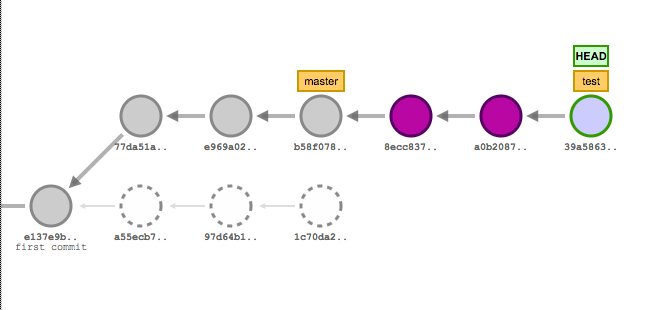 HEAD
master
test
77da51a..
e969a02..
b58f078..
8ecc837..
a0b2087..
39a5863..
e137e9b..
a55ecb7..
97d64b1..
1c70da2..
first commit